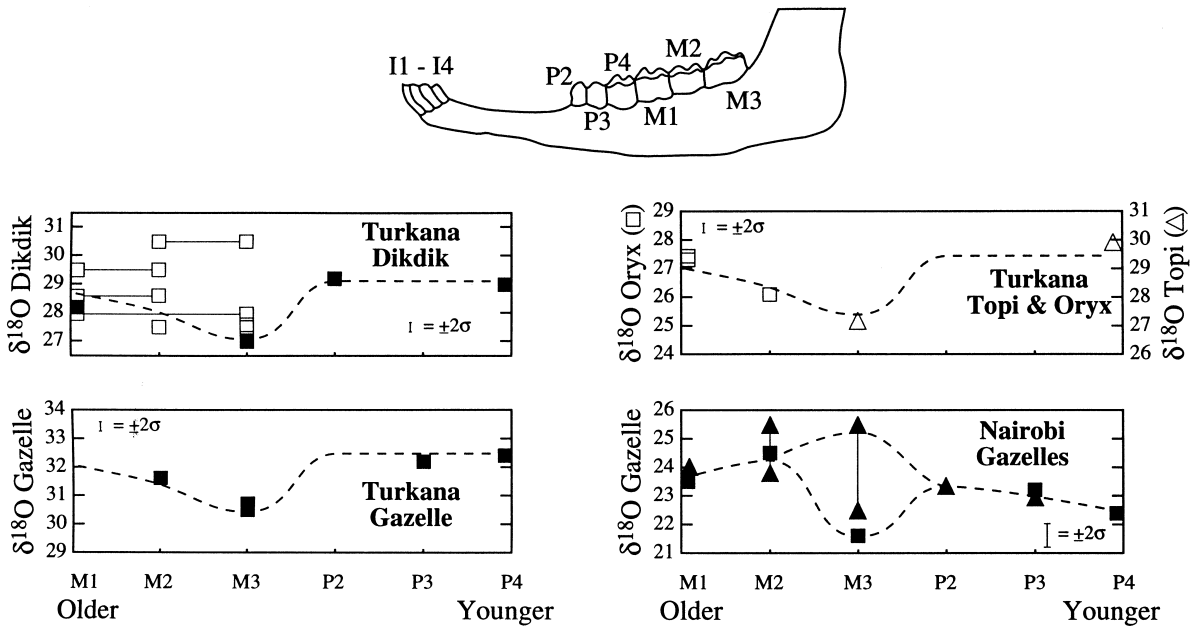 I1 - I4
P2
P4
M2
P3
M1
M3
δ18O Dikdik
31
30
29
28
27
Turkana
Dikdik
I = ±2σ
δ18O Oryx (□)
29
28
27
26
25
24
I = ±2σ
Turkana
Topi & Oryx
31
30
29
28
27
26
δ18O Topi (△)
δ18O Gazelle
34
33
32
31
30
29
I = ±2σ
Turkana
Gazelle
M1 M2 M3 P2 P3 P4
Older Younger
δ18O Gazelle
26
25
24
23
22
21
Nairobi
Gazelles
I = ±2σ
M1 M2 M3 P2 P3 P4
Older Younger